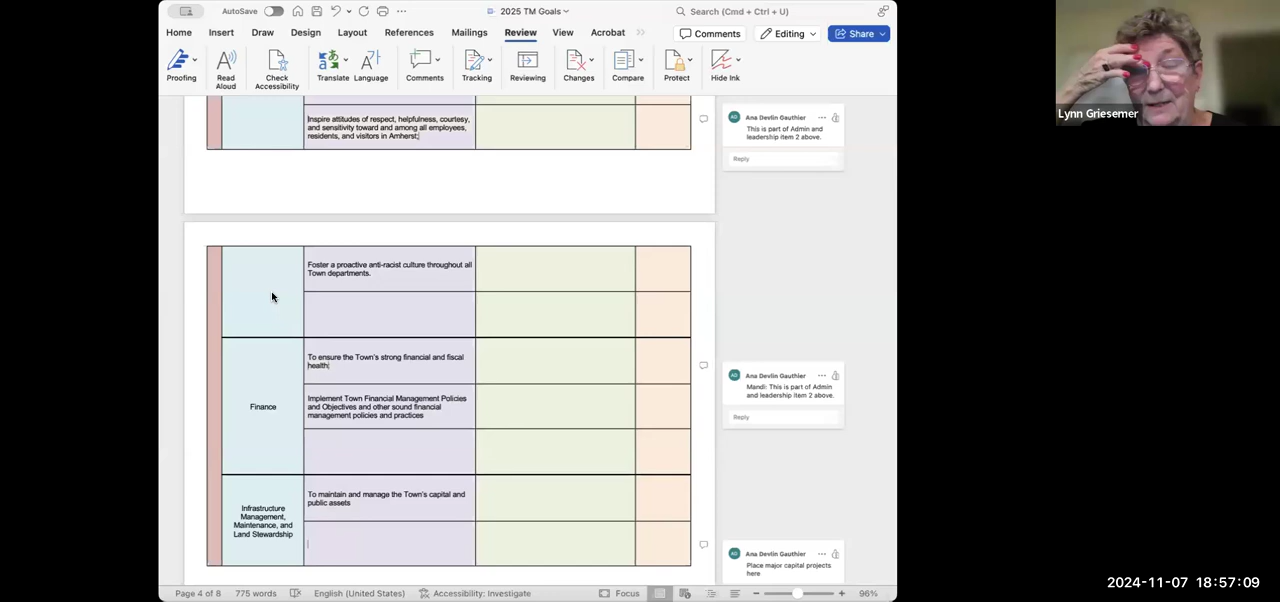 AutoSave
2025 TM Goals
Search (Cmd + Ctrl + U)
Home Insert Draw Design Layout References Mailings Review View Acrobat
Comments Editing Share
Proofing
Read Aloud
Check Accessibility
Translate
Language
Comments
Tracking
Reviewing
Changes
Compare
Protect
Hide Ink
Inspire attitudes of respect, helpfulness, courtesy,
and sensitivity toward and among all employees,
residents, and visitors in Amherst;
Ana Devlin Gauthier
This is part of Admin and
leadership item 2 above.
Reply
Foster a proactive anti-racist culture throughout all
Town departments.
Finance
To ensure the Town's strong financial and fiscal
health;
Implement Town Financial Management Policies
and Objectives and other sound financial
management policies and practices
Ana Devlin Gauthier
Mandi: This is part of Admin
and leadership item 2 above.
Reply
Infrastructure
Management,
Maintenance, and
Land Stewardship
To maintain and manage the Town's capital and
public assets
Ana Devlin Gauthier
Place major capital projects
here
Page 4 of 8 775 words English (United States) Accessibility: Investigate Focus 96%
Lynn Griesemer
2024-11-07 18:57:09